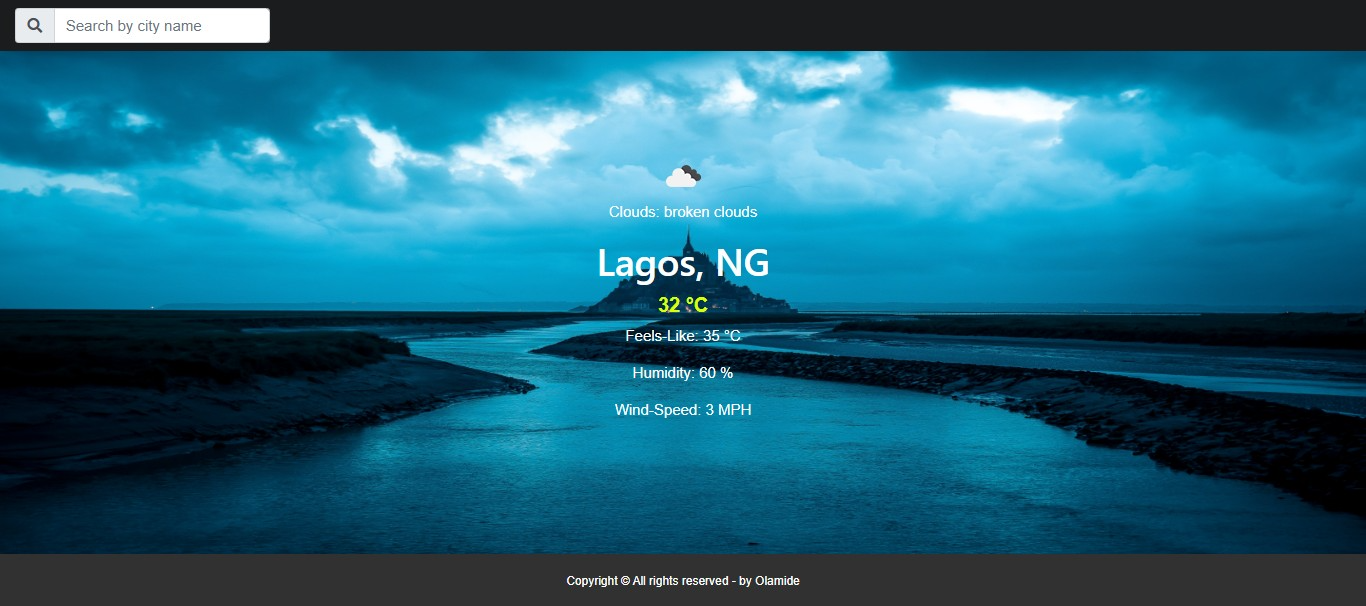 Search by city name
Clouds: broken clouds
Lagos, NG
32 °C
Feels-Like: 35 °C
Humidity: 60 %
Wind-Speed: 3 MPH
Copyright © All rights reserved - by Olamide